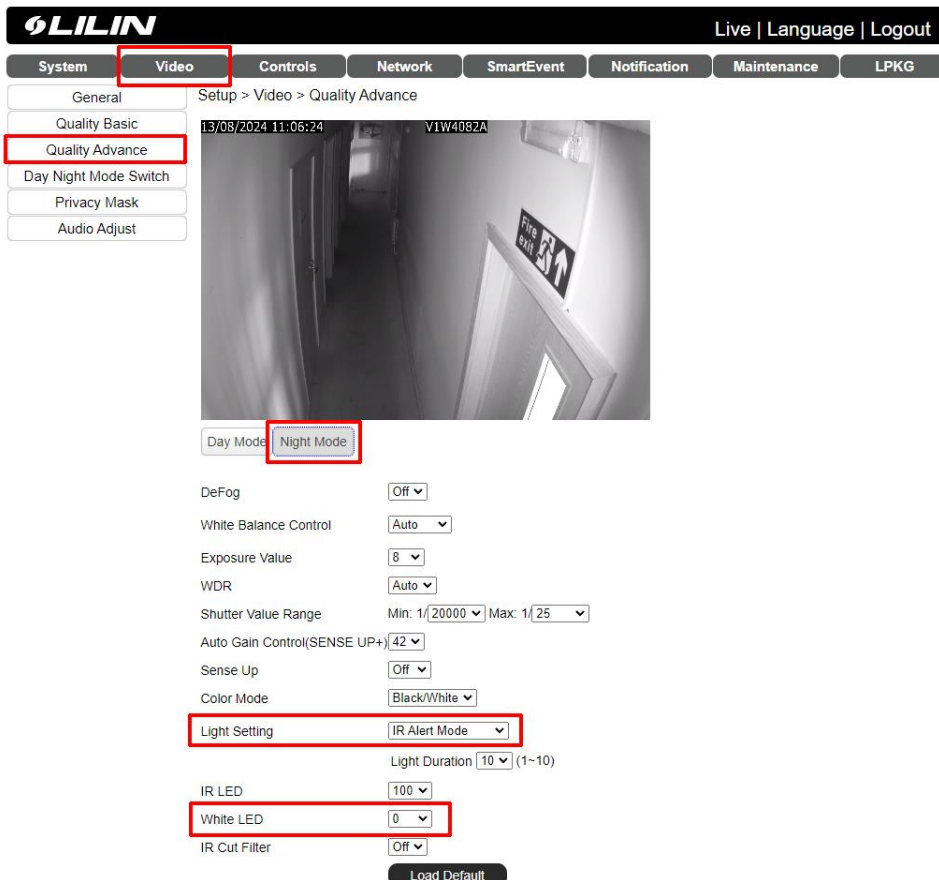 LILIN
Live | Language | Logout
System Video Controls Network SmartEvent Notification Maintenance LPKG
General
Setup > Video > Quality Advance
Quality Basic
Quality Advance
Day Night Mode Switch
Privacy Mask
Audio Adjust
13/08/2024 11:06:24 V1W4082A
Fire
exit
Day Mode Night Mode
DeFog Off
White Balance Control Auto
Exposure Value 8
WDR Auto
Shutter Value Range Min: 1/ 20000 Max: 1/ 25
Auto Gain Control(SENSE UP+) 42
Sense Up Off
Color Mode Black/White
Light Setting IR Alert Mode
Light Duration 10 (1~10)
IR LED 100
White LED 0
IR Cut Filter Off
Load Default